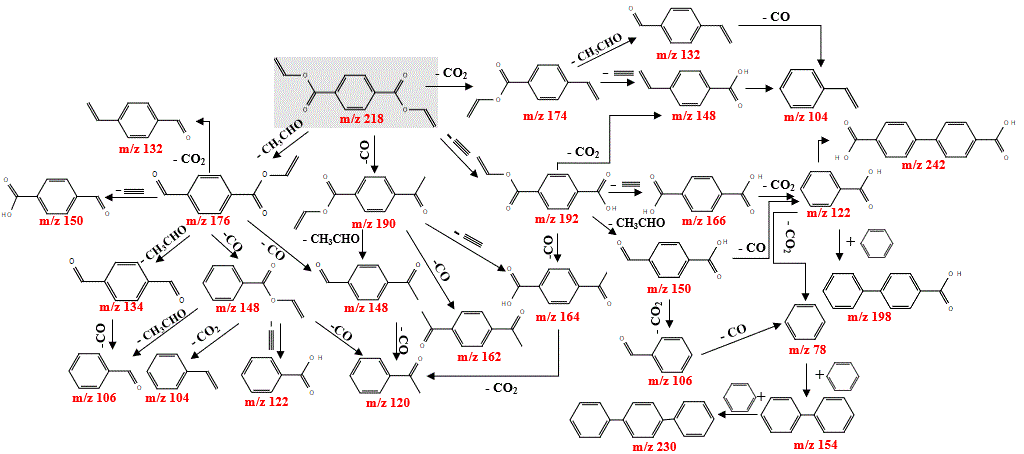 - CO
- CH3CHO
m/z 132
- CO2
m/z 174
m/z 148
m/z 104
m/z 218
m/z 132
- CH3CHO
-CO
- CO2
- CO2
m/z 242
m/z 150
m/z 176
m/z 190
m/z 192
m/z 166
- CO2
m/z 122
- CH3CHO
-CO
-CO
- CH3CHO
-CO
-CO
- CH3CHO
- CO
- CO2
+
m/z 134
m/z 148
m/z 148
m/z 164
m/z 150
m/z 198
-CO
- CH3CHO
- CO2
-CO
- CO
m/z 162
- CO2
- CO
m/z 78
m/z 106
m/z 104
m/z 122
m/z 120
- CO2
m/z 106
+
+
m/z 230
m/z 154